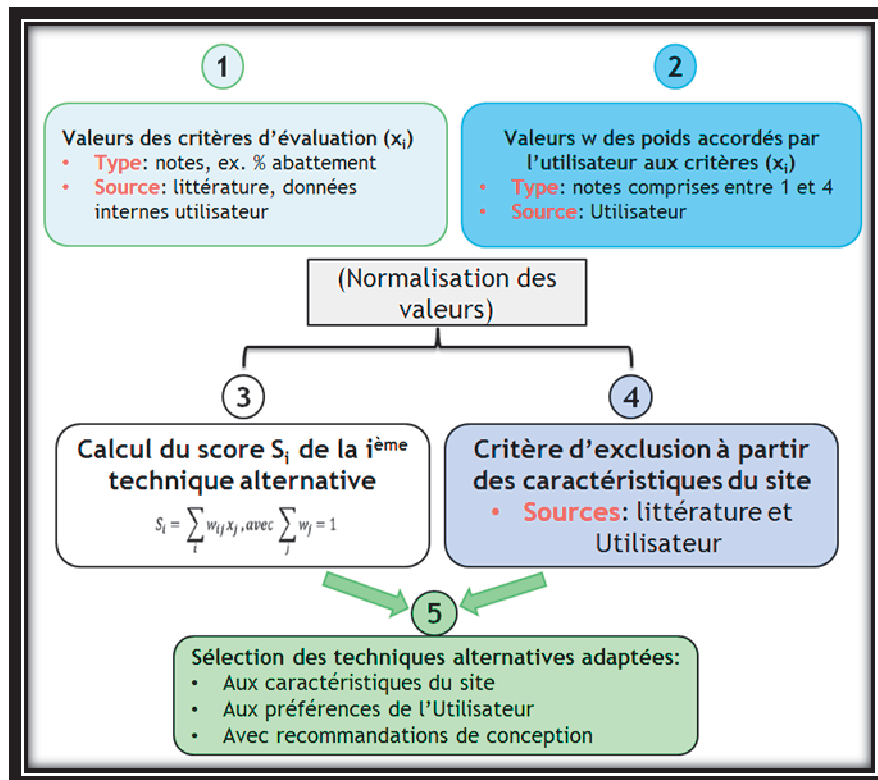 1
Valeurs des critères d'évaluation (xᵢ)
• Type: notes, ex. % abattement
• Source: littérature, données
internes utilisateur
2
Valeurs w des poids accordés par
l'utilisateur aux critères (xᵢ)
• Type: notes comprises entre 1 et 4
• Source: Utilisateur
(Normalisation des
valeurs)
3
Calcul du score Sᵢ de la iᵉ̀ᵐᵉ
technique alternative
Sᵢ = ∑ᵢ wᵢⱼxⱼ, avec ∑ⱼ wⱼ = 1
4
Critère d'exclusion à partir
des caractéristiques du site
• Sources: littérature et
Utilisateur
5
Sélection des techniques alternatives adaptées:
• Aux caractéristiques du site
• Aux préférences de l'Utilisateur
• Avec recommandations de conception